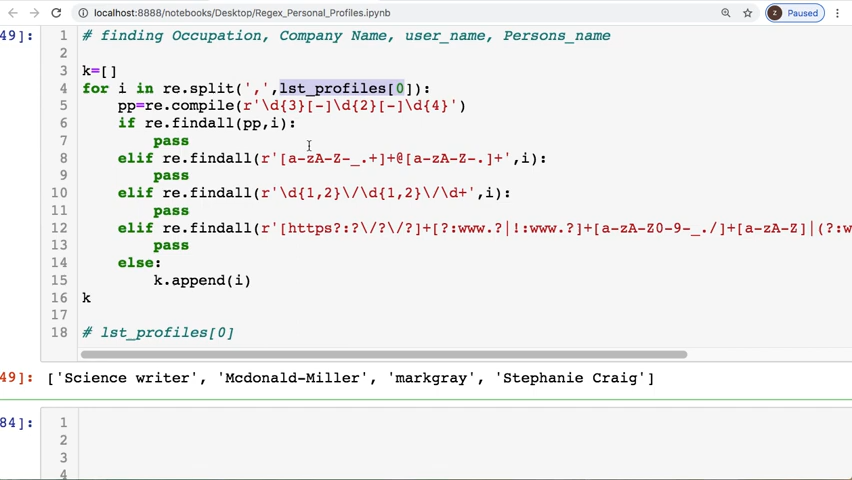 localhost:8888/notebooks/Desktop/Regex_Personal_Profiles.ipynb
Z Paused
49]:
1 # finding Occupation, Company Name, user_name, Persons_name
2
3 k=[]
4 for i in re.split(',',lst_profiles[0]):
5 pp=re.compile(r'\d{3}[-]\d{2}[-]\d{4}')
6 if re.findall(pp,i):
7 pass
8 elif re.findall(r'[a-zA-Z-_.+]+@[a-zA-Z-.]+',i):
9 pass
10 elif re.findall(r'\d{1,2}\/\d{1,2}\/\d+',i):
11 pass
12 elif re.findall(r'[https?:?\/?\/?]+[?:www.?|!:www.?]+[a-zA-Z0-9-_./]+[a-zA-Z]|(?:w
13 pass
14 else:
15 k.append(i)
16 k
17
18 # lst_profiles[0]
49]: ['Science writer', 'Mcdonald-Miller', 'markgray', 'Stephanie Craig']
84]:
1
2
3
4